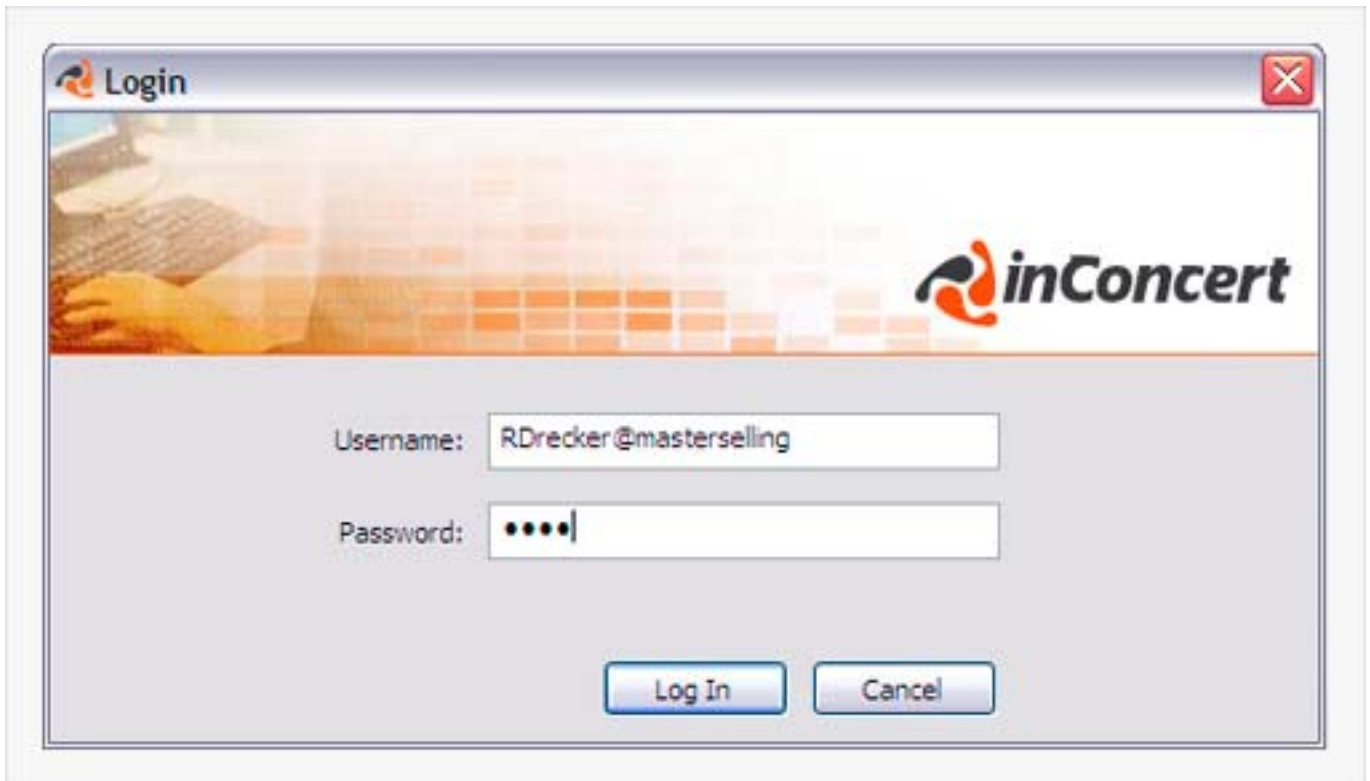 Login
inConcert
Username: RDrecker@masterselling
Password: ••••
Log In Cancel